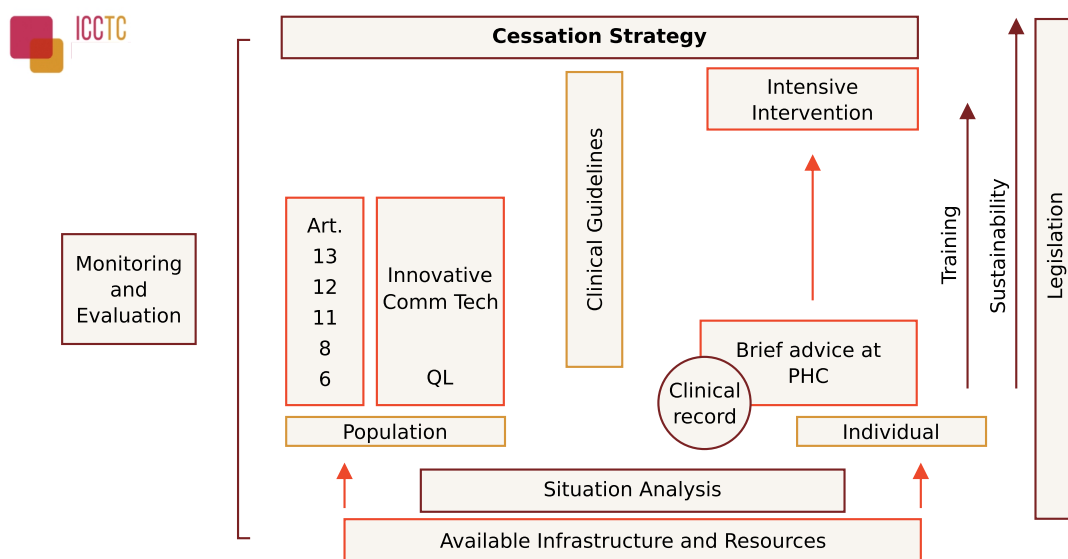 ICCTC
Cessation Strategy
Intensive
Intervention
Clinical Guidelines
Training
Sustainability
Legislation
Art.
13
12
11
8
6
Innovative
Comm Tech
QL
Monitoring
and
Evaluation
Brief advice at
PHC
Clinical
record
Population
Individual
Situation Analysis
Available Infrastructure and Resources